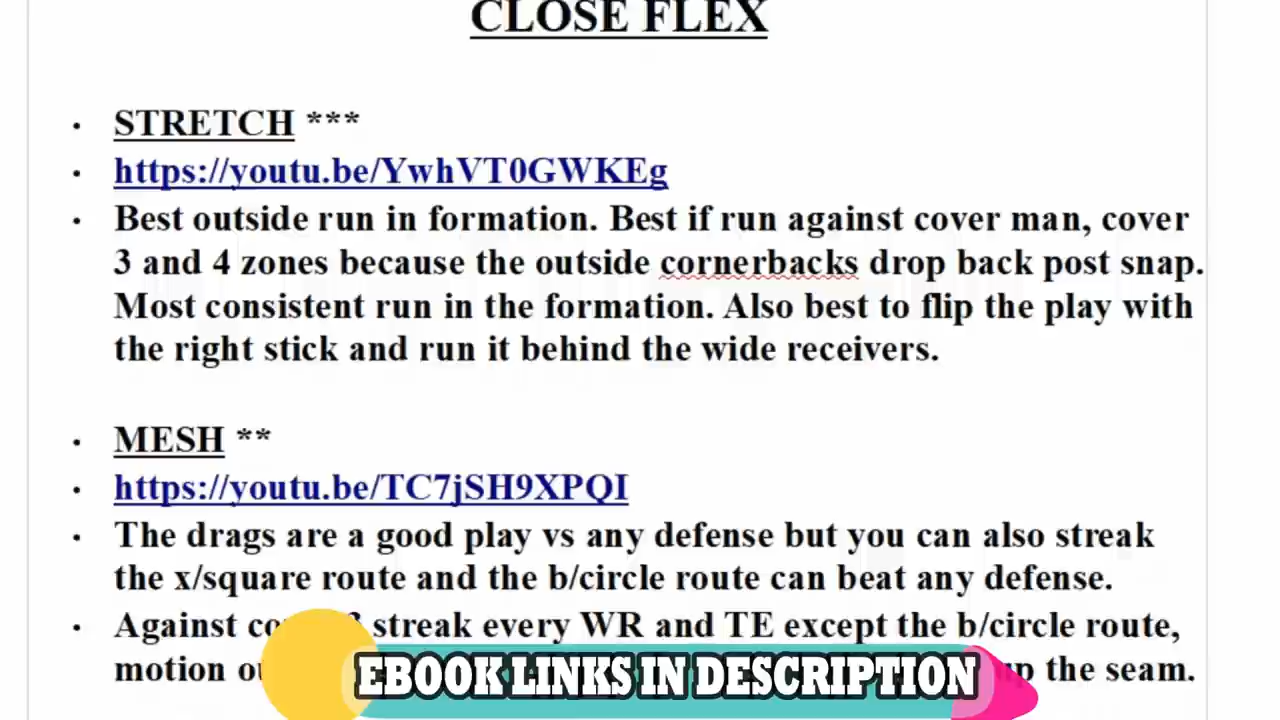 CLOSE FLEX
STRETCH ***
https://youtu.be/YwhVT0GWKEg
Best outside run in formation. Best if run against cover man, cover
3 and 4 zones because the outside cornerbacks drop back post snap.
Most consistent run in the formation. Also best to flip the play with
the right stick and run it behind the wide receivers.
MESH **
https://youtu.be/TC7jSH9XPQI
The drags are a good play vs any defense but you can also streak
the x/square route and the b/circle route can beat any defense.
Against 3 streak every WR and TE except the b/circle route,
motion up the seam.
EBOOK LINKS IN DESCRIPTION